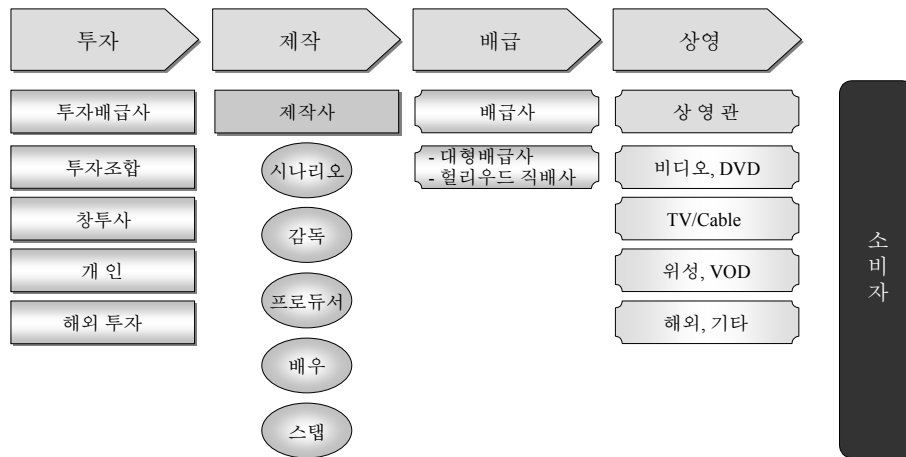 투자
제작
배급
상영
투자배급사
투자조합
창투사
개 인
해외 투자
제작사
시나리오
감독
프로듀서
배우
스탭
배급사
- 대형배급사
- 헐리우드 직배사
상 영 관
비디오, DVD
TV/Cable
위성, VOD
해외, 기타
소비자